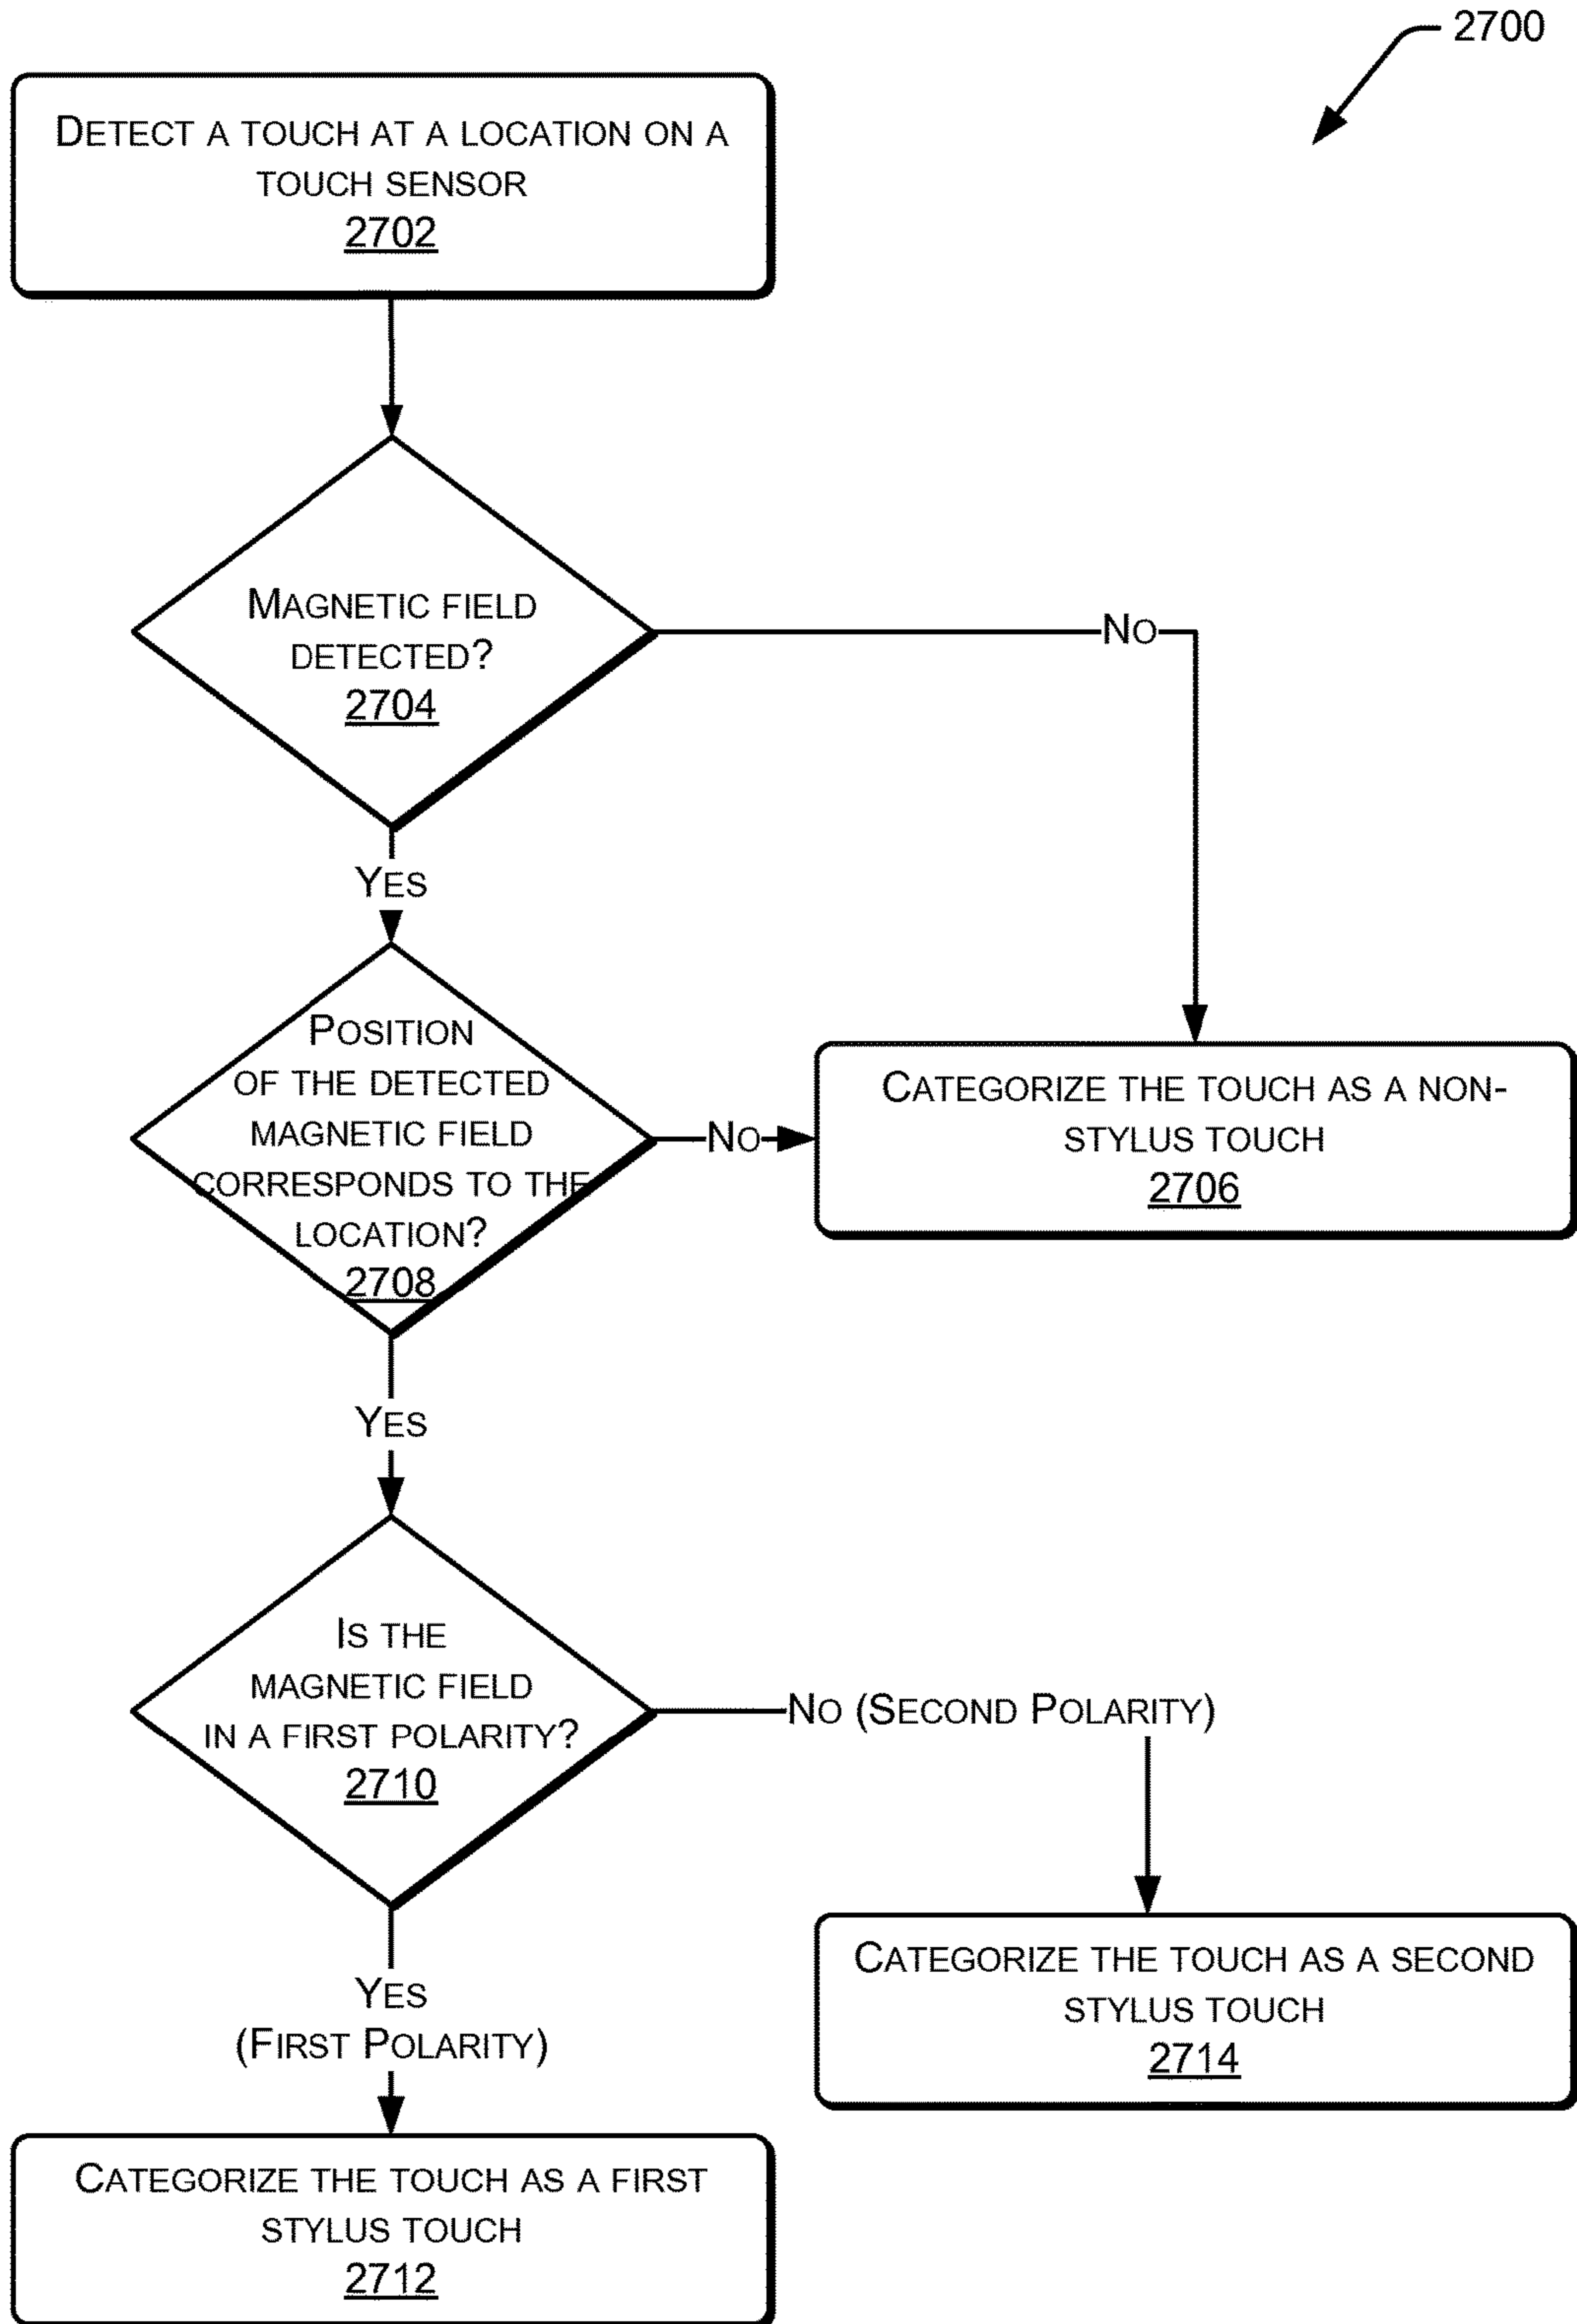 2700
DETECT A TOUCH AT A LOCATION ON A
TOUCH SENSOR
2702
MAGNETIC FIELD
DETECTED?
2704
NO
YES
POSITION
OF THE DETECTED
MAGNETIC FIELD
CORRESPONDS TO THE
LOCATION?
2708
NO
CATEGORIZE THE TOUCH AS A NON-
STYLUS TOUCH
2706
YES
IS THE
MAGNETIC FIELD
IN A FIRST POLARITY?
2710
NO (SECOND POLARITY)
CATEGORIZE THE TOUCH AS A SECOND
STYLUS TOUCH
2714
YES
(FIRST POLARITY)
CATEGORIZE THE TOUCH AS A FIRST
STYLUS TOUCH
2712